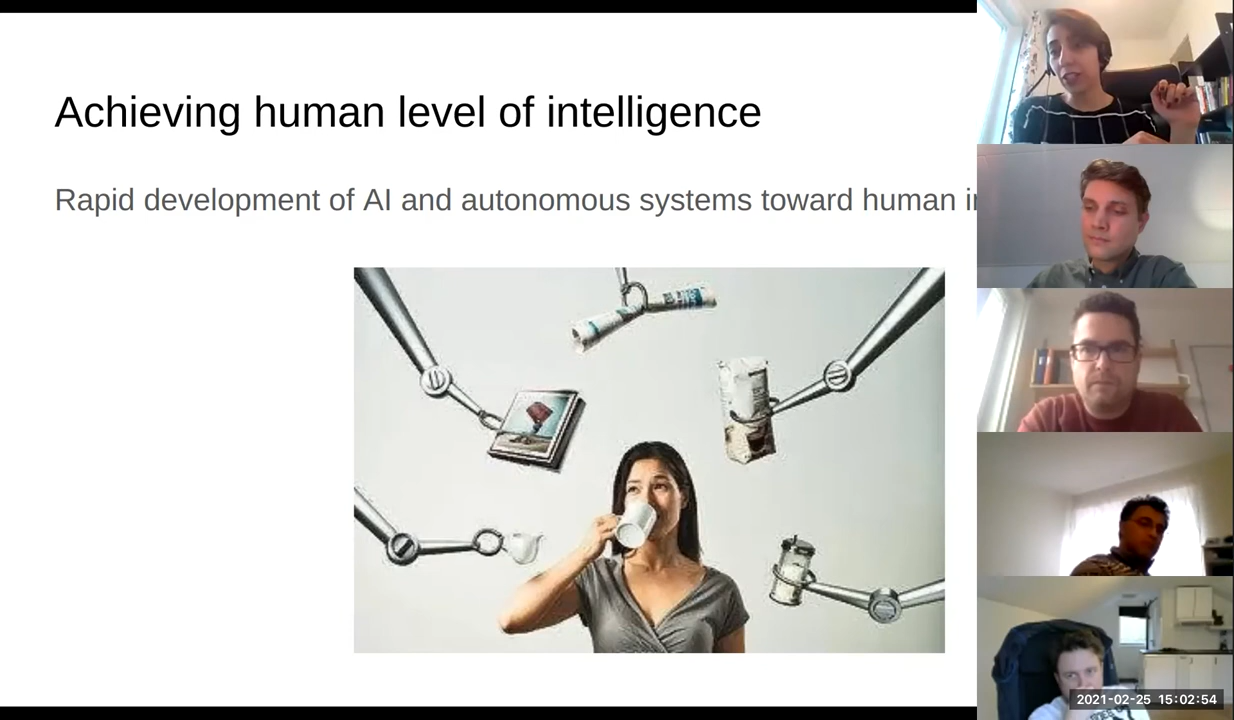 Achieving human level of intelligence
Rapid development of AI and autonomous systems toward human
2021-02-25 15:02:54